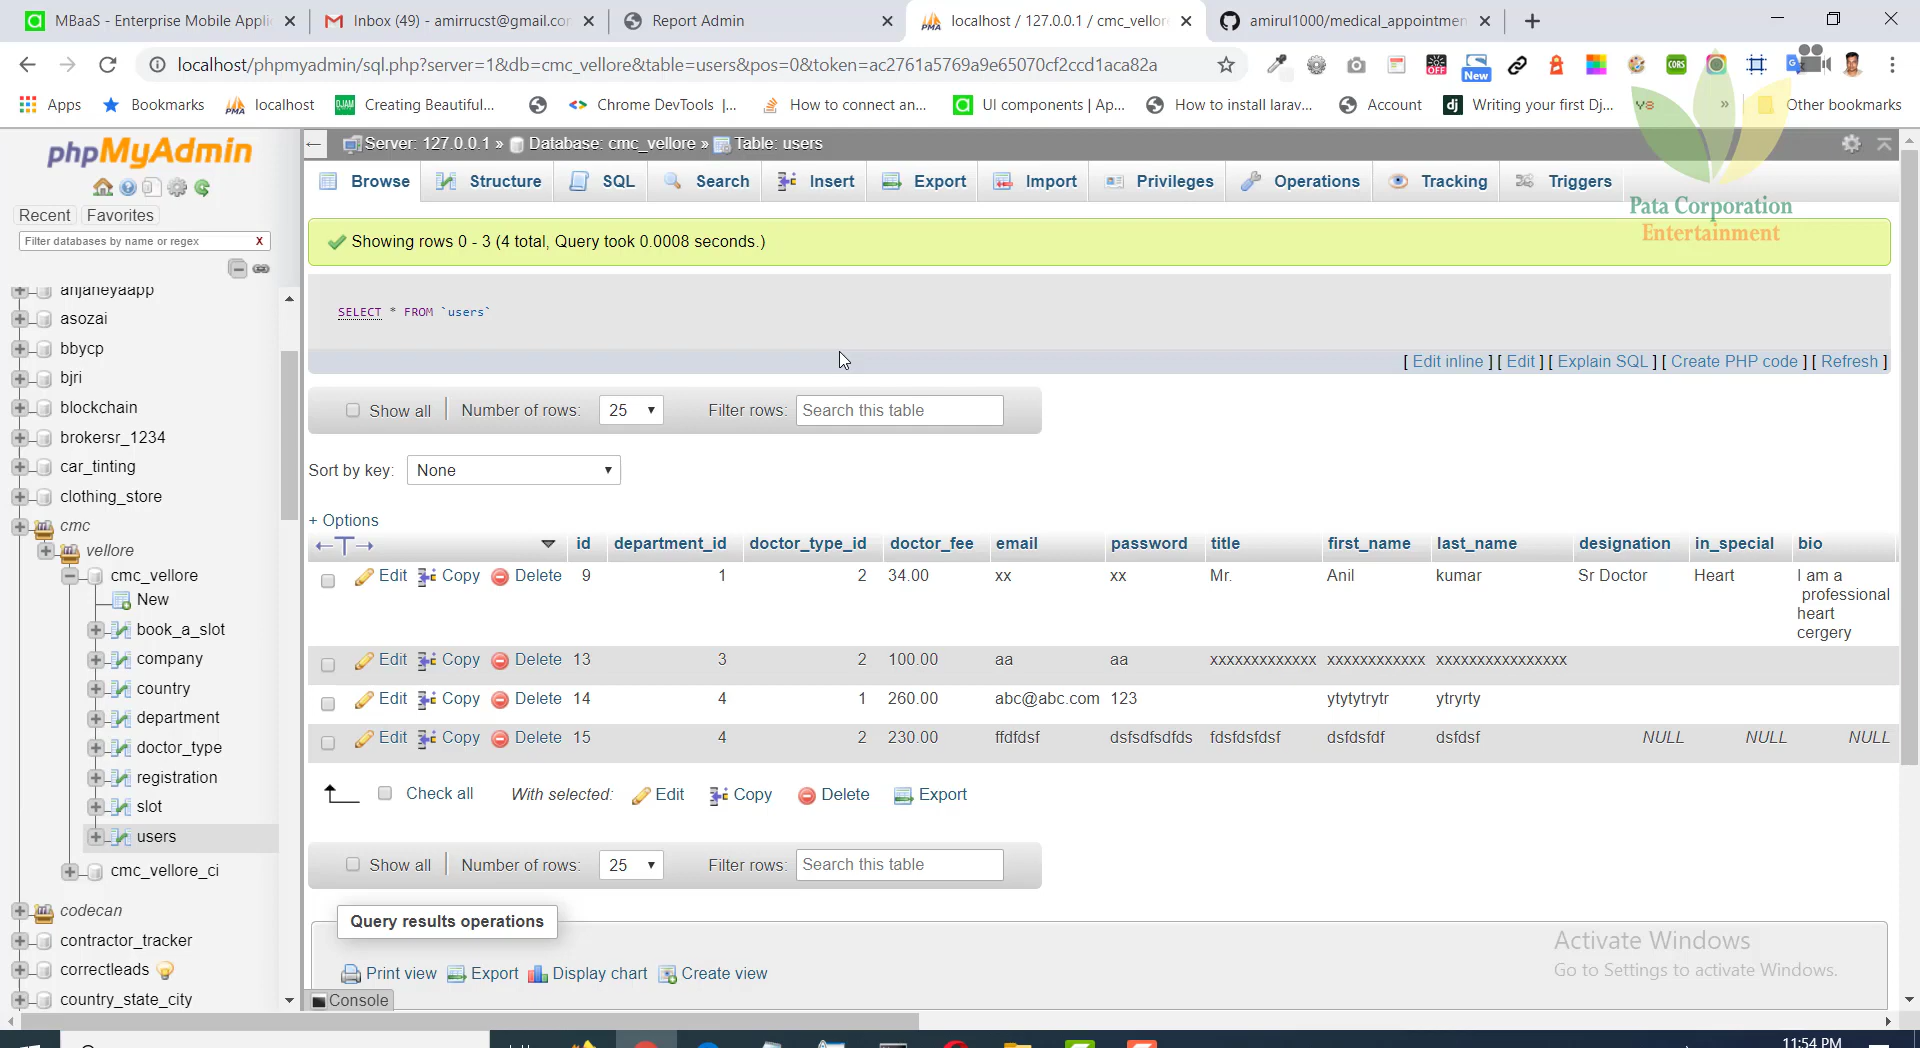 MBaaS - Enterprise Mobile Applic
Inbox (49) - amirrucst@gmail.com
Report Admin
localhost / 127.0.0.1 / cmc_vellore
amirul1000/medical_appointmen
localhost/phpmyadmin/sql.php?server=1&db=cmc_vellore&table=users&pos=0&token=ac2761a5769a9e65070cf2ccd1aca82a
OFF
New
CORS
Apps
Bookmarks
localhost
Creating Beautiful...
Chrome DevTools |...
How to connect an...
UI components | Ap...
How to install larav...
Account
Writing your first Dj...
»
Other bookmarks
phpMyAdmin
Recent Favorites
Filter databases by name or regex X
anjaneyaapp
asozai
bbycp
bjri
blockchain
brokersr_1234
car_tinting
clothing_store
cmc
vellore
cmc_vellore
New
book_a_slot
company
country
department
doctor_type
registration
slot
users
cmc_vellore_ci
codecan
contractor_tracker
correctleads
country_state_city
Server: 127.0.0.1 » Database: cmc_vellore » Table: users
Browse Structure SQL Search Insert Export Import Privileges Operations Tracking Triggers
Pata Corporation
Entertainment
Showing rows 0 - 3 (4 total, Query took 0.0008 seconds.)
SELECT * FROM `users`
[ Edit inline ] [ Edit ] [ Explain SQL ] [ Create PHP code ] [ Refresh ]
Show all Number of rows: 25 Filter rows: Search this table
Sort by key: None
+ Options
id department_id doctor_type_id doctor_fee email password title first_name last_name designation in_special bio
Edit Copy Delete 9 1 2 34.00 xx xx Mr. Anil kumar Sr Doctor Heart I am a
professional
heart
cergery
Edit Copy Delete 13 3 2 100.00 aa aa xxxxxxxxxxxxx xxxxxxxxxxxx xxxxxxxxxxxxxxxx
Edit Copy Delete 14 4 1 260.00 abc@abc.com 123 ytytytrytr ytryrty
Edit Copy Delete 15 4 2 230.00 ffdfdsf dsfsdfsdfds fdsfdsfdsf dsfdsfdf dsfdsf NULL NULL NULL
Check all With selected: Edit Copy Delete Export
Show all Number of rows: 25 Filter rows: Search this table
Query results operations
Print view Export Display chart Create view
Console
Activate Windows
Go to Settings to activate Windows.
11:54 PM